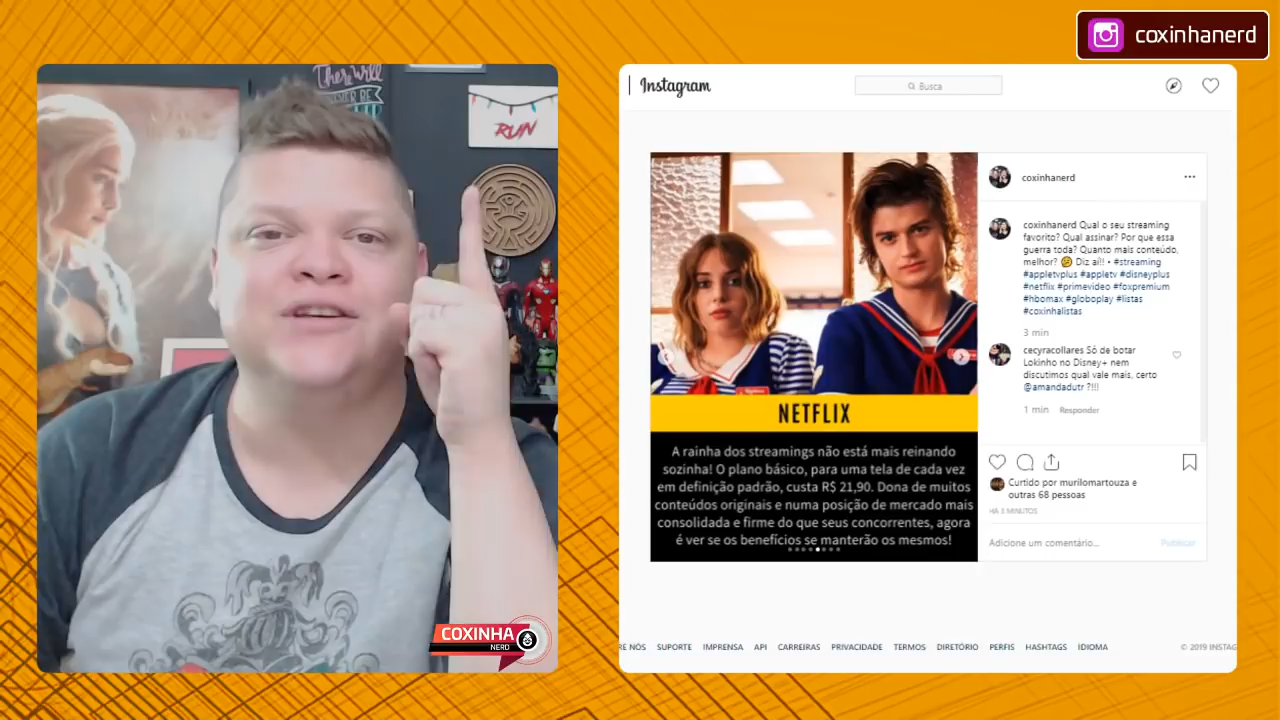 coxinhanerd
There will
RUN
COXINHA
NERD
Instagram
Busca
coxinhanerd
coxinhanerd Qual o seu streaming
favorito? Qual assinar? Por que essa
guerra toda? Quanto mais conteúdo,
melhor? 🤔 Diz aí!! • #streaming
#appletvplus #appletv #disneyplus
#netflix #primevideo #foxpremium
#hbomax #globoplay #listas
#coxinhalistas
3 min
cecyracollares Só de botar
Lokinho no Disney+ nem
discutimos qual vale mais, certo
@amandadutr ?!!!
1 min Responder
NETFLIX
A rainha dos streamings não está mais reinando
sozinha! O plano básico, para uma tela de cada vez
em definição padrão, custa R$ 21,90. Dona de muitos
conteúdos originais e numa posição de mercado mais
consolidada e firme do que seus concorrentes, agora
é ver se os benefícios se manterão os mesmos!
Curtido por murilomartouza e
outras 68 pessoas
HÁ 3 MINUTOS
Adicione um comentário... Publicar
RE NÓS SUPORTE IMPRENSA API CARREIRAS PRIVACIDADE TERMOS DIRETÓRIO PERFIS HASHTAGS IDIOMA © 2019 INSTAG